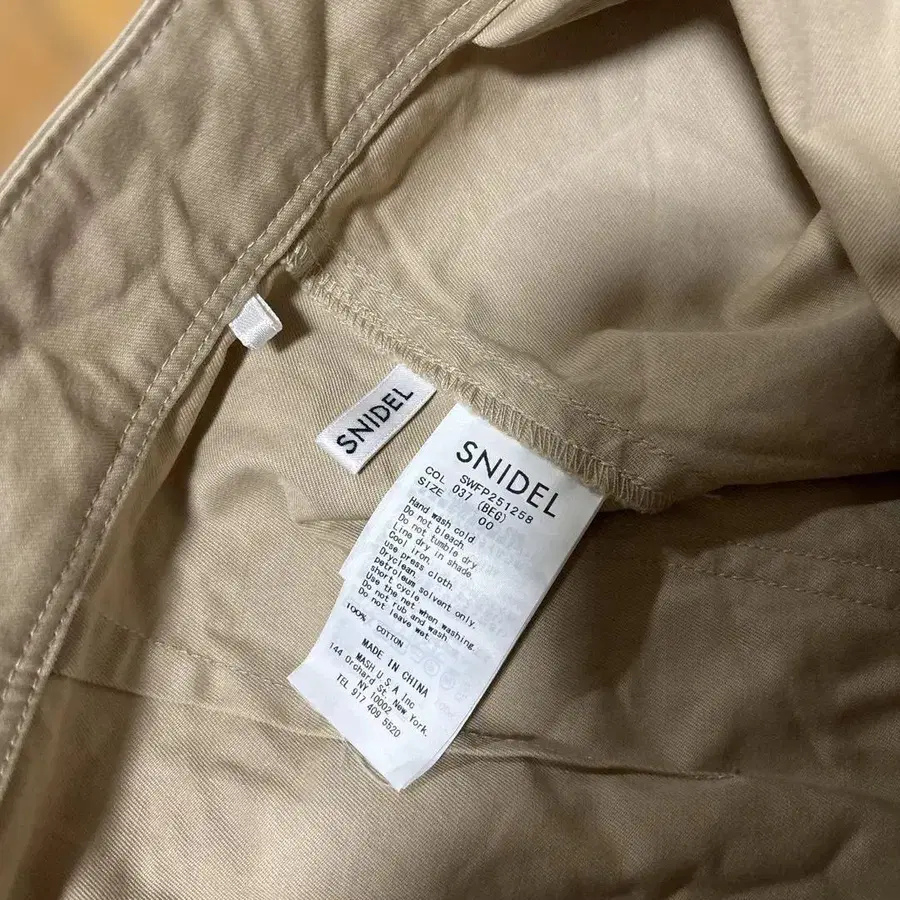 SNIDEL
SNIDEL
SWFP251258
COL 037 (BEG)
SIZE 00
Hand wash cold
Do not bleach.
Do not tumble dry
Line dry in shade.
Cool iron.
use press cloth.
Dryclean.
petroleum solvent only.
short cycle.
Use the net when washing.
Do not rub and wash
Do not leave wet.
100% COTTON
MADE IN CHINA
MASH U.S.A Inc
144 Orchard St. New York.
NY 10002
TEL 917 409 5520